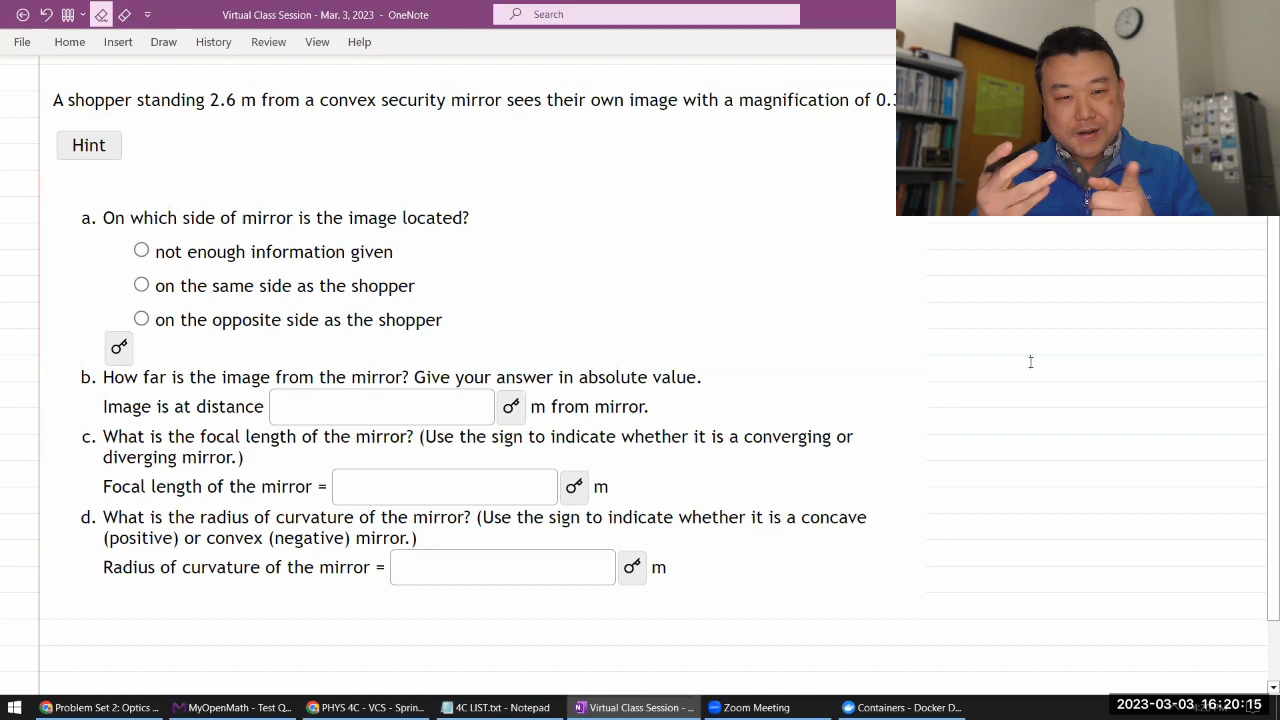 Virtual Class Session - Mar. 3, 2023 - OneNote
Search
File Home Insert Draw History Review View Help
A shopper standing 2.6 m from a convex security mirror sees their own image with a magnification of 0.3
Hint
a. On which side of mirror is the image located?
not enough information given
on the same side as the shopper
on the opposite side as the shopper
b. How far is the image from the mirror? Give your answer in absolute value.
Image is at distance m from mirror.
c. What is the focal length of the mirror? (Use the sign to indicate whether it is a converging or
diverging mirror.)
Focal length of the mirror = m
d. What is the radius of curvature of the mirror? (Use the sign to indicate whether it is a concave
(positive) or convex (negative) mirror.)
Radius of curvature of the mirror = m
Problem Set 2: Optics ... MyOpenMath - Test Q... PHYS 4C - VCS - Sprin... 4C LIST.txt - Notepad Virtual Class Session - ... Zoom Meeting Containers - Docker D...
2023-03-03 16:20:15